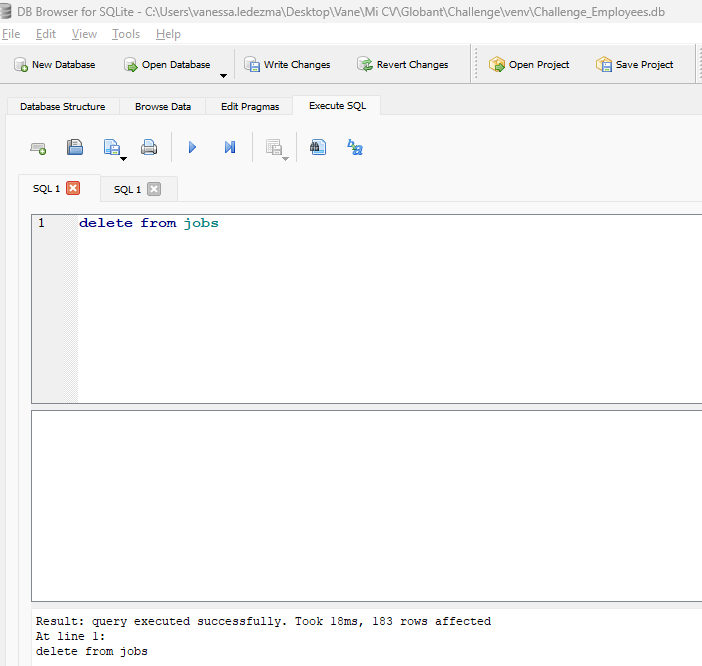 DB Browser for SQLite - C:\Users\vanessa.ledezma\Desktop\Vane\Mi CV\Globant\Challenge\venv\Challenge_Employees.db
File Edit View Tools Help
New Database Open Database Write Changes Revert Changes Open Project Save Project
Database Structure Browse Data Edit Pragmas Execute SQL
SQL 1 SQL 1
1 delete from jobs
Result: query executed successfully. Took 18ms, 183 rows affected
At line 1:
delete from jobs